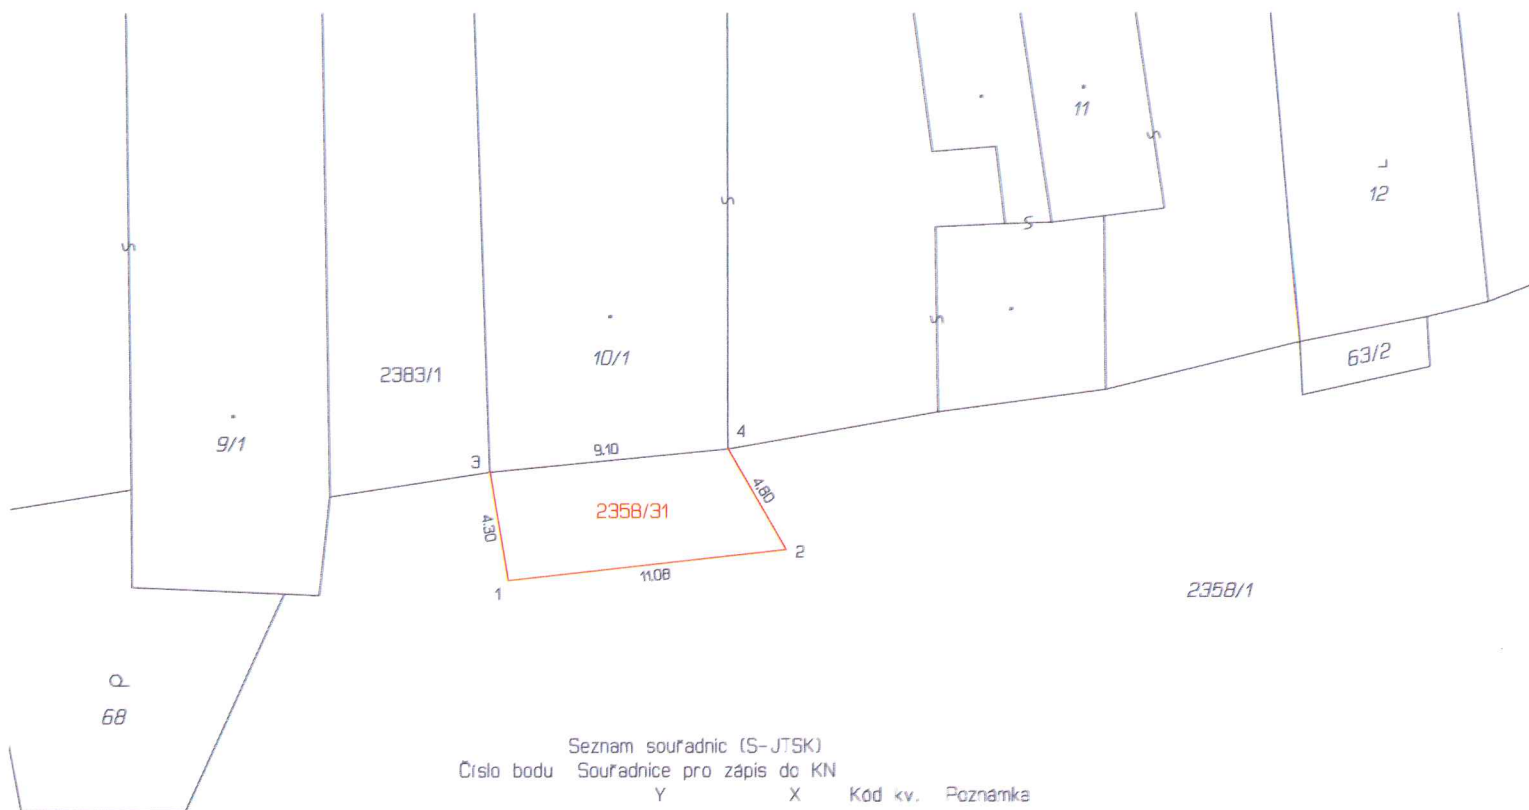 11
12
S
S
S
S
S
10/1
63/2
2383/1
9/1
4
9.10
3
4.80
2358/31
4.30
2
11.08
1
2358/1
68
Seznam souřadnic (S-JTSK)
Číslo bodu Souřadnice pro zápis do KN
Y X Kód kv. Poznámka